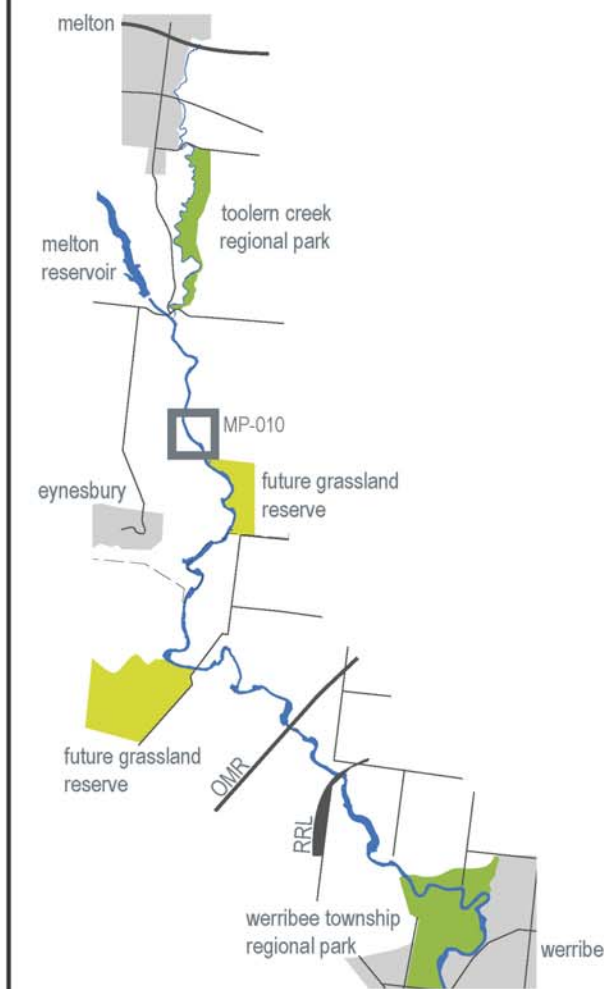 melton
toolern creek
regional park
melton
reservoir
MP-010
eynesbury
future grassland
reserve
future grassland
reserve
OMR
RRL
werribee township
regional park
werribe